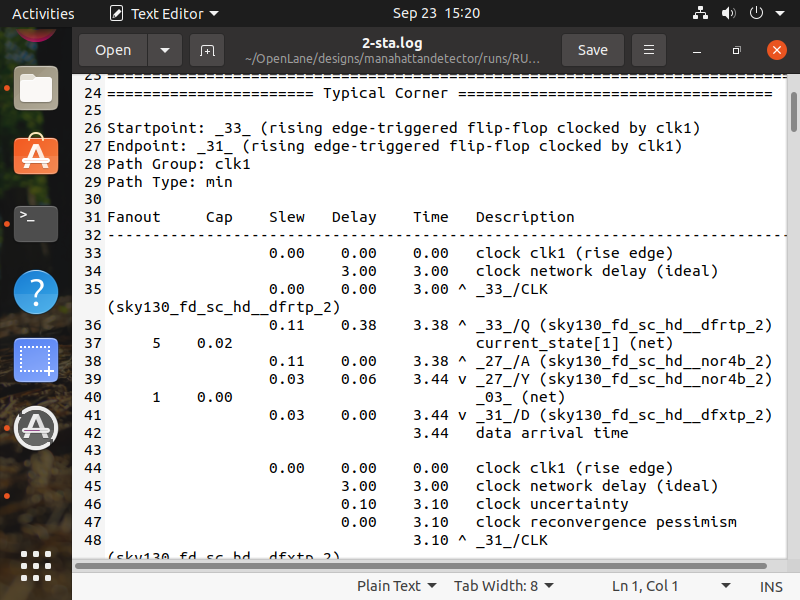 Activities Text Editor Sep 23 15:20
Open 2-sta.log Save
~/OpenLane/designs/manahattandetector/runs/RU...
23 ==========================================================================
24 ======================= Typical Corner ===================================
25
26 Startpoint: _33_ (rising edge-triggered flip-flop clocked by clk1)
27 Endpoint: _31_ (rising edge-triggered flip-flop clocked by clk1)
28 Path Group: clk1
29 Path Type: min
30
31 Fanout     Cap    Slew   Delay    Time   Description
32 ---------------------------------------------------------------------------
33                   0.00    0.00    0.00   clock clk1 (rise edge)
34                           3.00    3.00   clock network delay (ideal)
35                   0.00    0.00    3.00 ^ _33_/CLK
(sky130_fd_sc_hd__dfrtp_2)
36                   0.11    0.38    3.38 ^ _33_/Q (sky130_fd_sc_hd__dfrtp_2)
37      5    0.02                           current_state[1] (net)
38                   0.11    0.00    3.38 ^ _27_/A (sky130_fd_sc_hd__nor4b_2)
39                   0.03    0.06    3.44 v _27_/Y (sky130_fd_sc_hd__nor4b_2)
40      1    0.00                           _03_ (net)
41                   0.03    0.00    3.44 v _31_/D (sky130_fd_sc_hd__dfxtp_2)
42                                   3.44   data arrival time
43
44                   0.00    0.00    0.00   clock clk1 (rise edge)
45                           3.00    3.00   clock network delay (ideal)
46                           0.10    3.10   clock uncertainty
47                           0.00    3.10   clock reconvergence pessimism
48                                   3.10 ^ _31_/CLK
(sky130_fd_sc_hd__dfxtp_2)
Plain Text Tab Width: 8 Ln 1, Col 1 INS